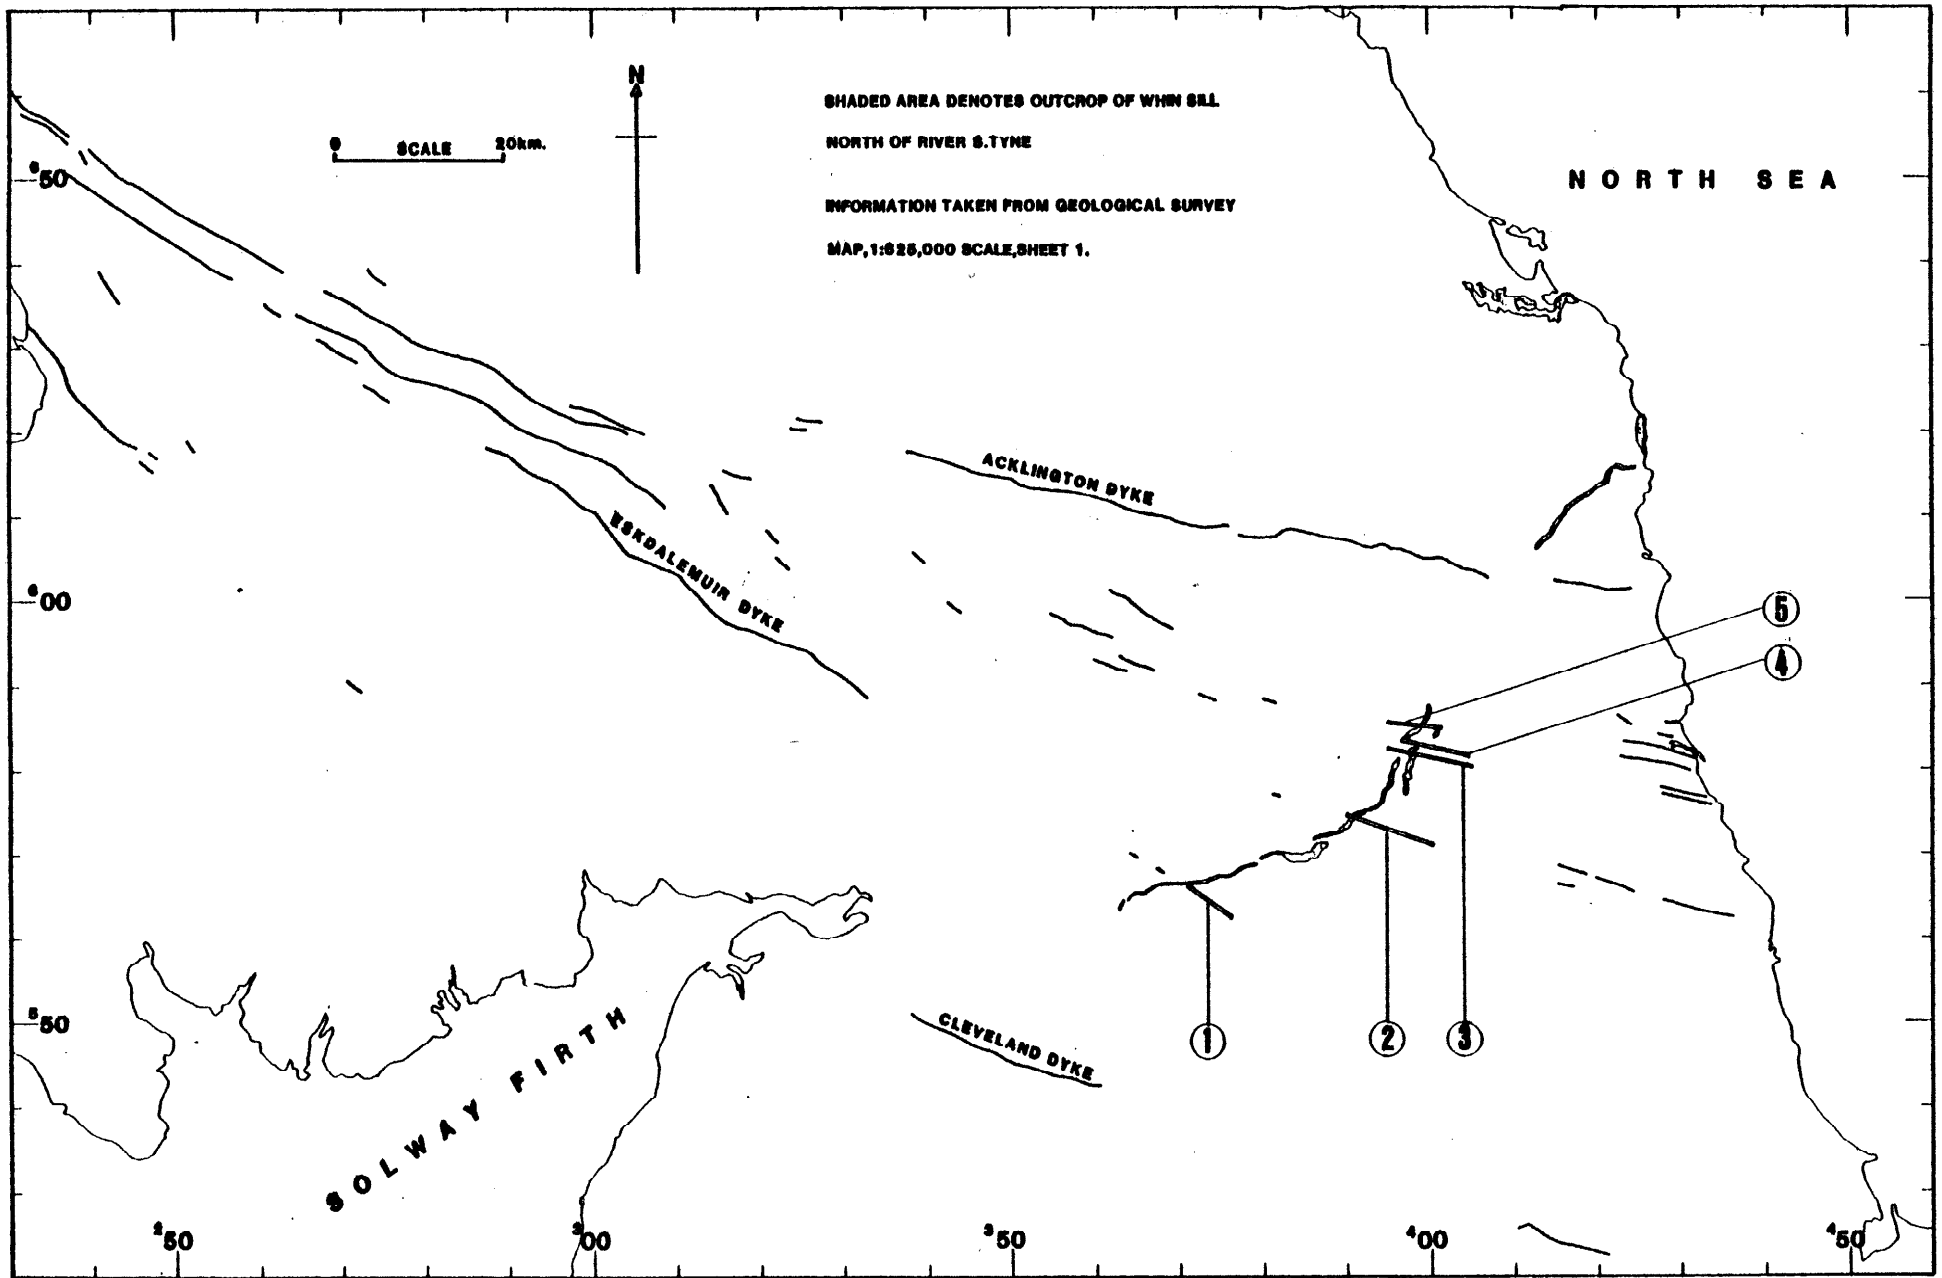 N
SHADED AREA DENOTES OUTCROP OF WHIN SILL
NORTH OF RIVER S.TYNE
0 SCALE 20km.
INFORMATION TAKEN FROM GEOLOGICAL SURVEY
MAP,1:625,000 SCALE,SHEET 1.
NORTH SEA
650
ACKLINGTON DYKE
ESKDALEMUIR DYKE
600
5
4
550
CLEVELAND DYKE
1
2
3
SOLWAY FIRTH
250
300
350
400
450